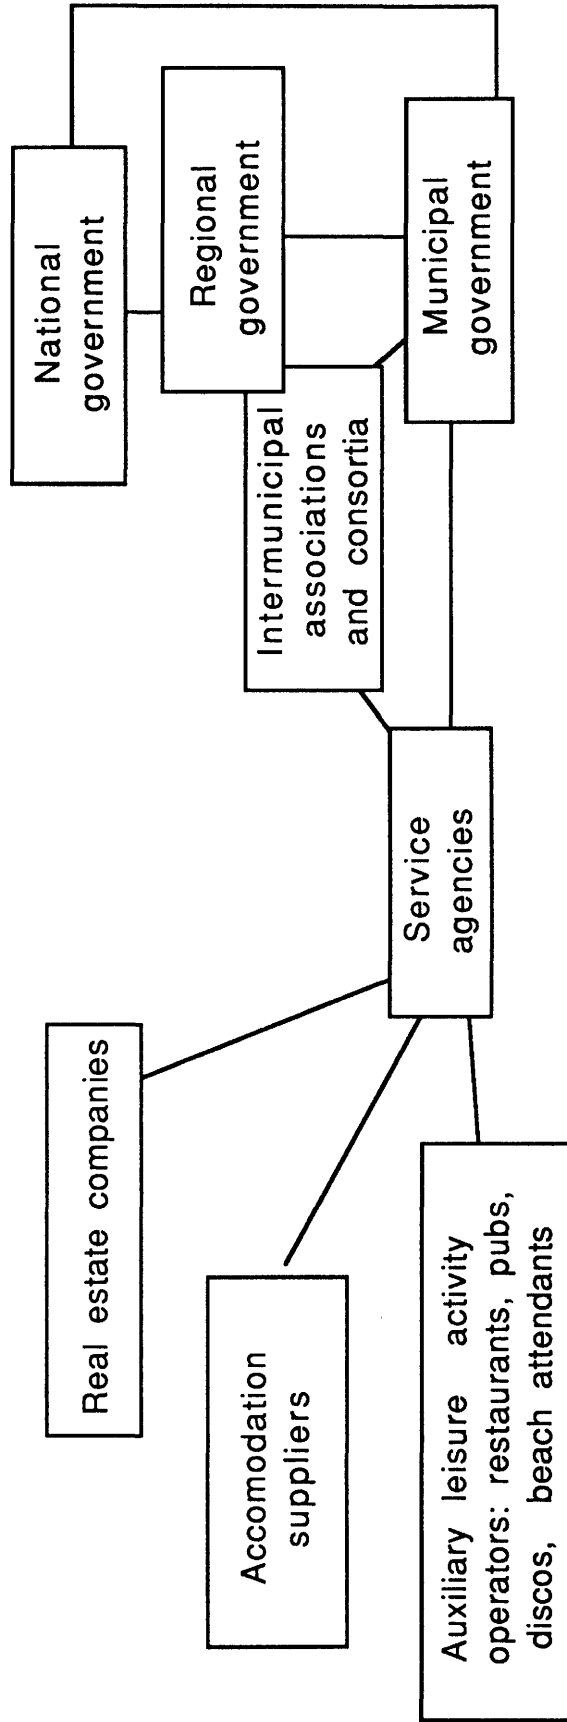 National
government
Regional
government
Municipal
government
Intermunicipal
associations
and consortia
Service
agencies
Real estate companies
Accomodation
suppliers
Auxiliary leisure activity
operators: restaurants, pubs,
discos, beach attendants